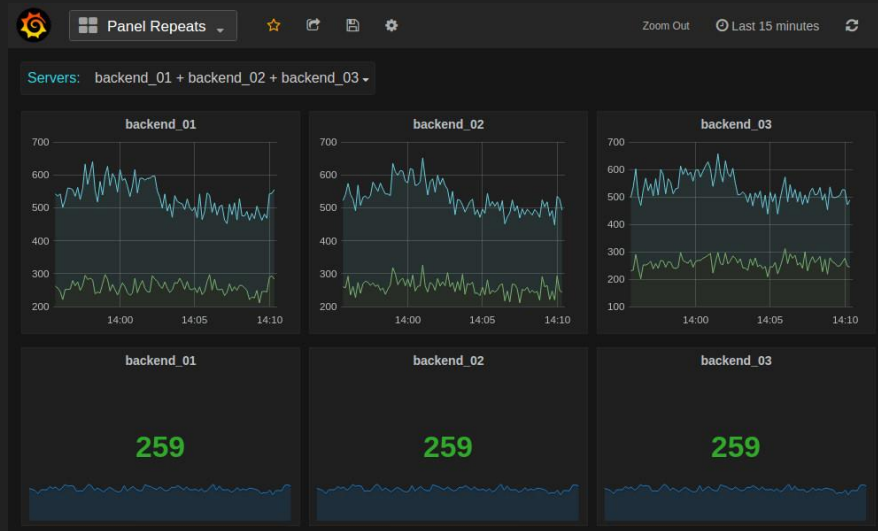 Panel Repeats
Zoom Out
Last 15 minutes
Servers: backend_01 + backend_02 + backend_03
backend_01
700
600
500
400
300
200
14:00 14:05 14:10
backend_02
700
600
500
400
300
200
14:00 14:05 14:10
backend_03
700
600
500
400
300
200
100
14:00 14:05 14:10
backend_01
259
backend_02
259
backend_03
259